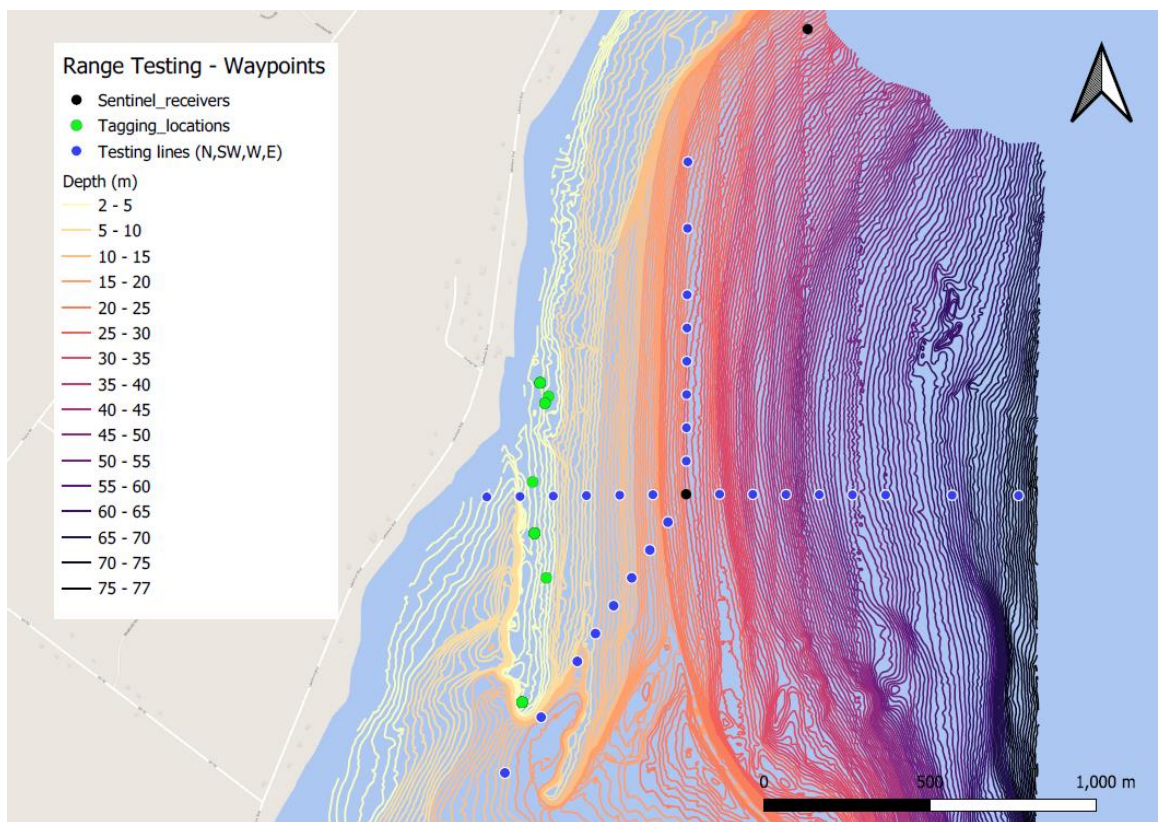 Range Testing - Waypoints
Sentinel_receivers
Tagging_locations
Testing lines (N,SW,W,E)
Depth (m)
2 - 5
5 - 10
10 - 15
15 - 20
20 - 25
25 - 30
30 - 35
35 - 40
40 - 45
45 - 50
50 - 55
55 - 60
60 - 65
65 - 70
70 - 75
75 - 77
0 500 1,000 m